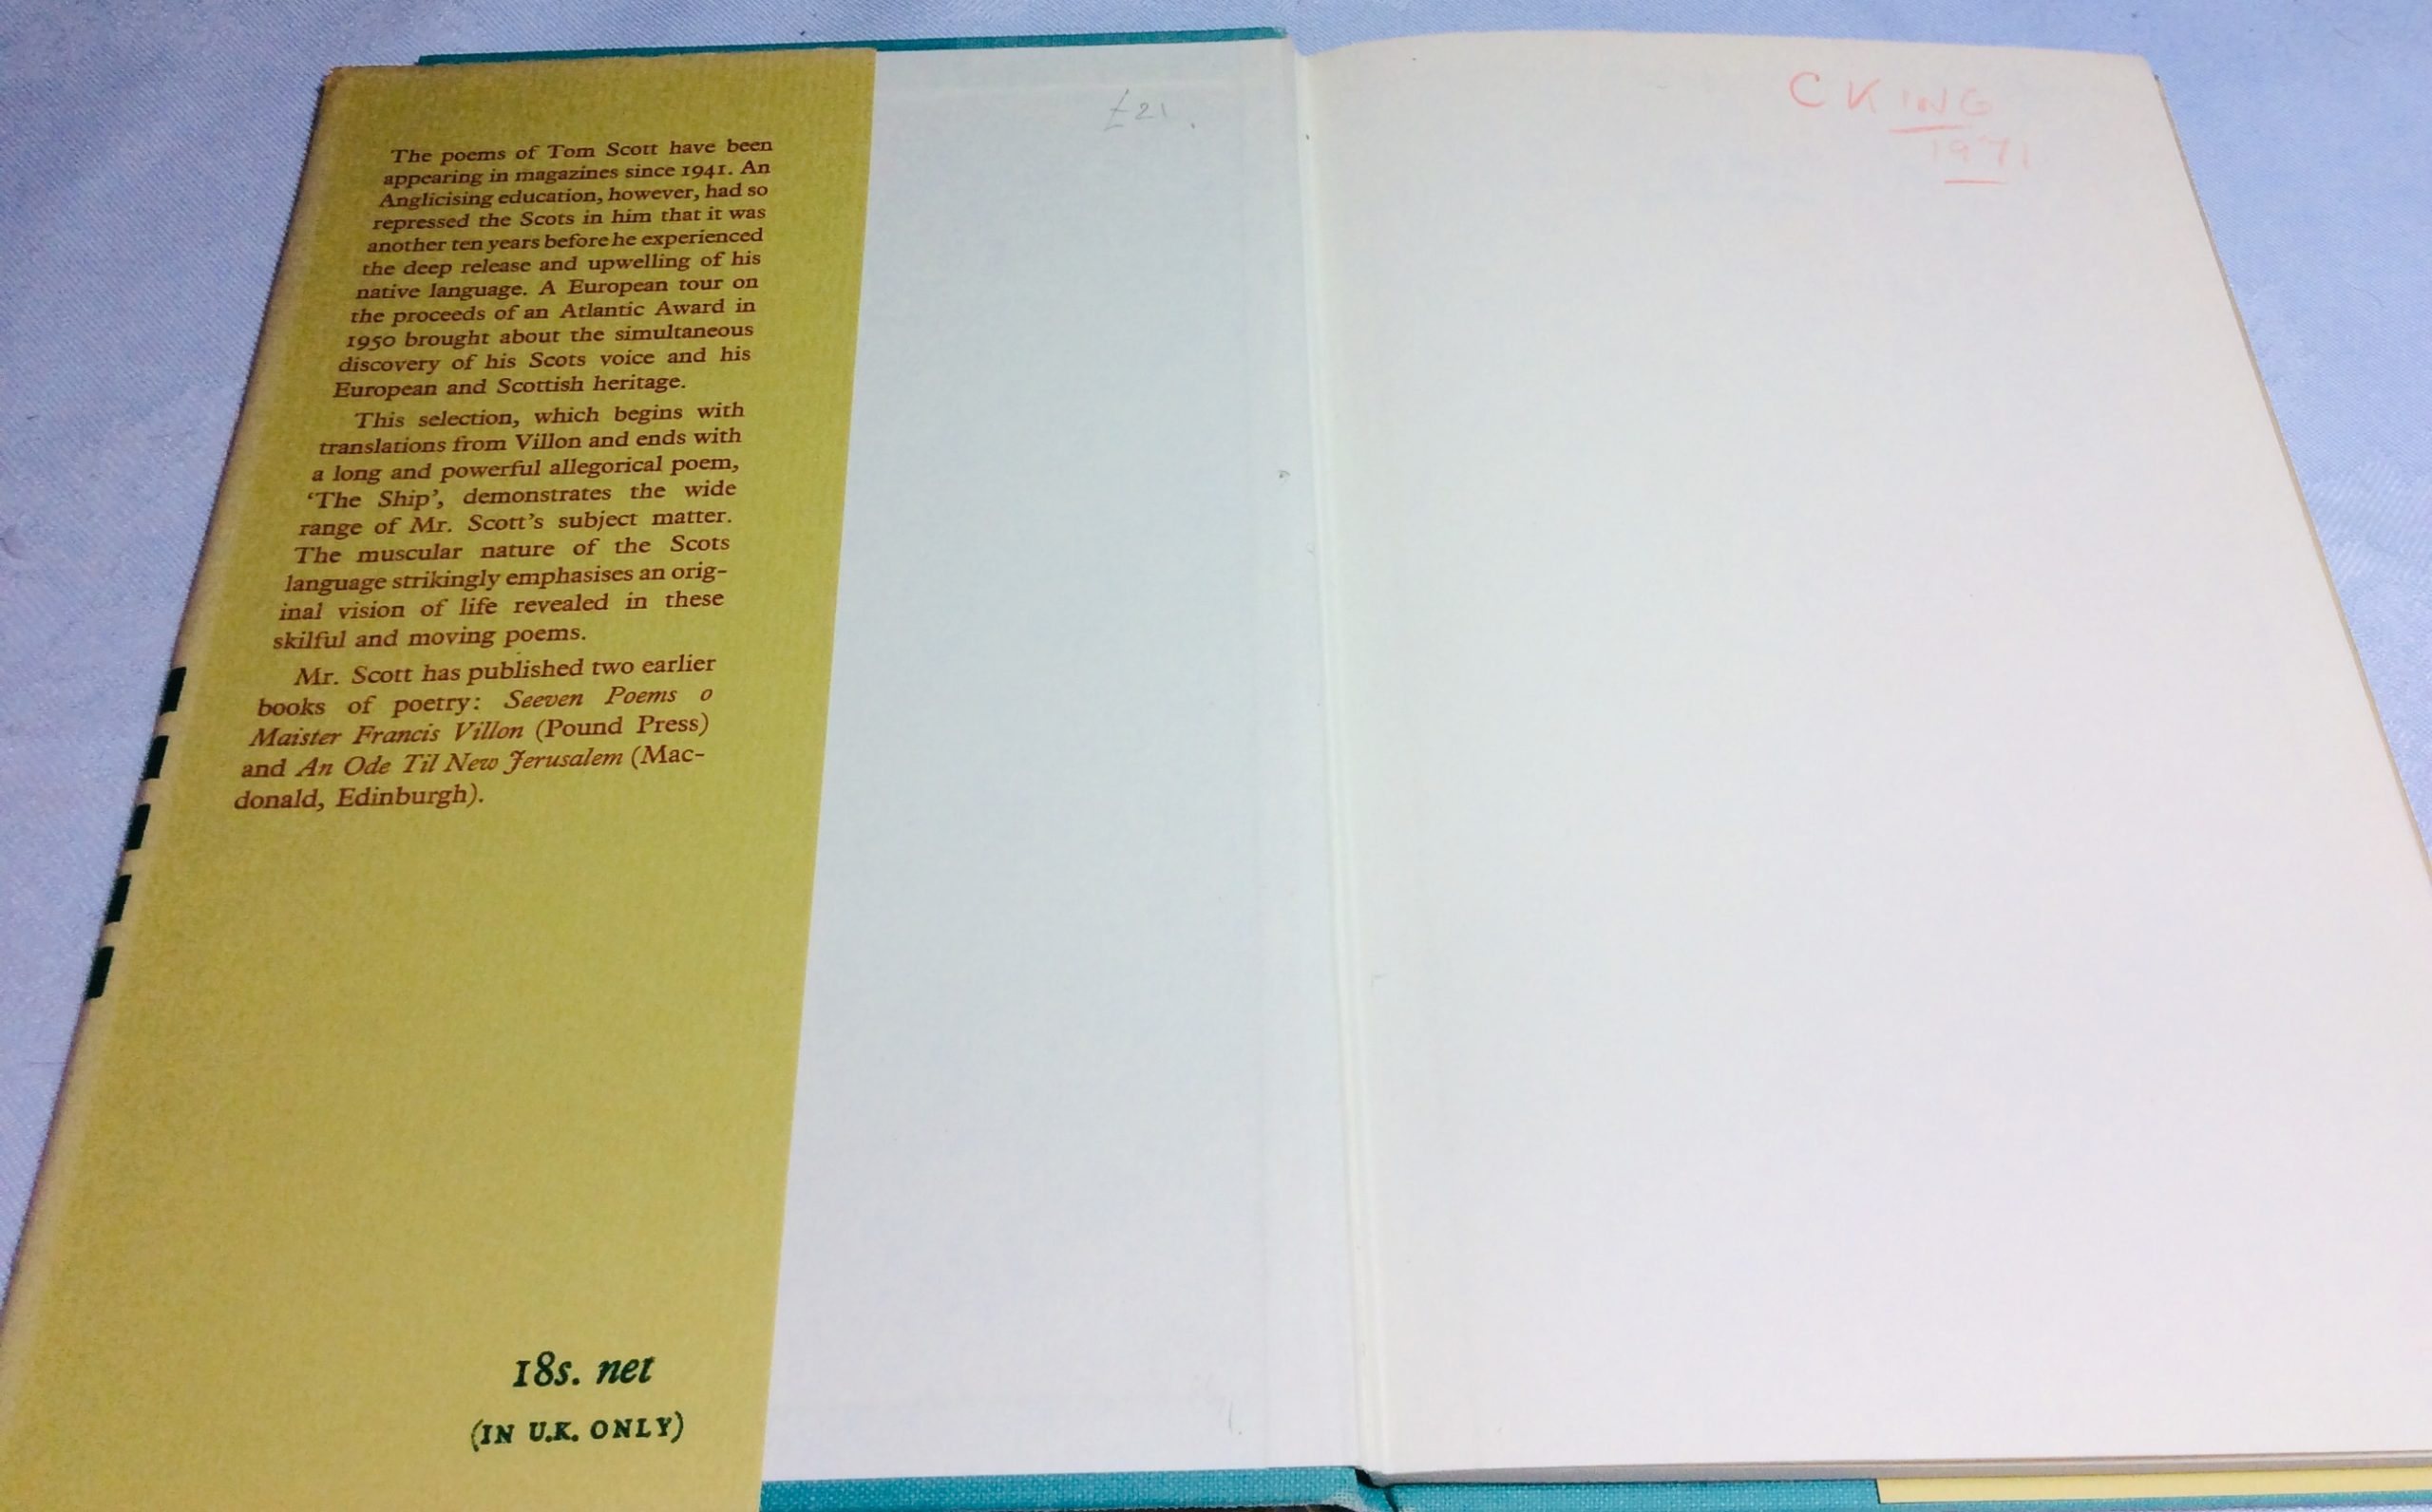 The poems of Tom Scott have been
appearing in magazines since 1941. An
Anglicising education, however, had so
repressed the Scots in him that it was
another ten years before he experienced
the deep release and upwelling of his
native language. A European tour on
the proceeds of an Atlantic Award in
1950 brought about the simultaneous
discovery of his Scots voice and his
European and Scottish heritage.
This selection, which begins with
translations from Villon and ends with
a long and powerful allegorical poem,
‘The Ship’, demonstrates the wide
range of Mr. Scott’s subject matter.
The muscular nature of the Scots
language strikingly emphasises an orig-
inal vision of life revealed in these
skilful and moving poems.
Mr. Scott has published two earlier
books of poetry: Seeven Poems o
Maister Francis Villon (Pound Press)
and An Ode Til New Jerusalem (Mac-
donald, Edinburgh).
18s. net
(IN U.K. ONLY)
£21.
C KING
1971